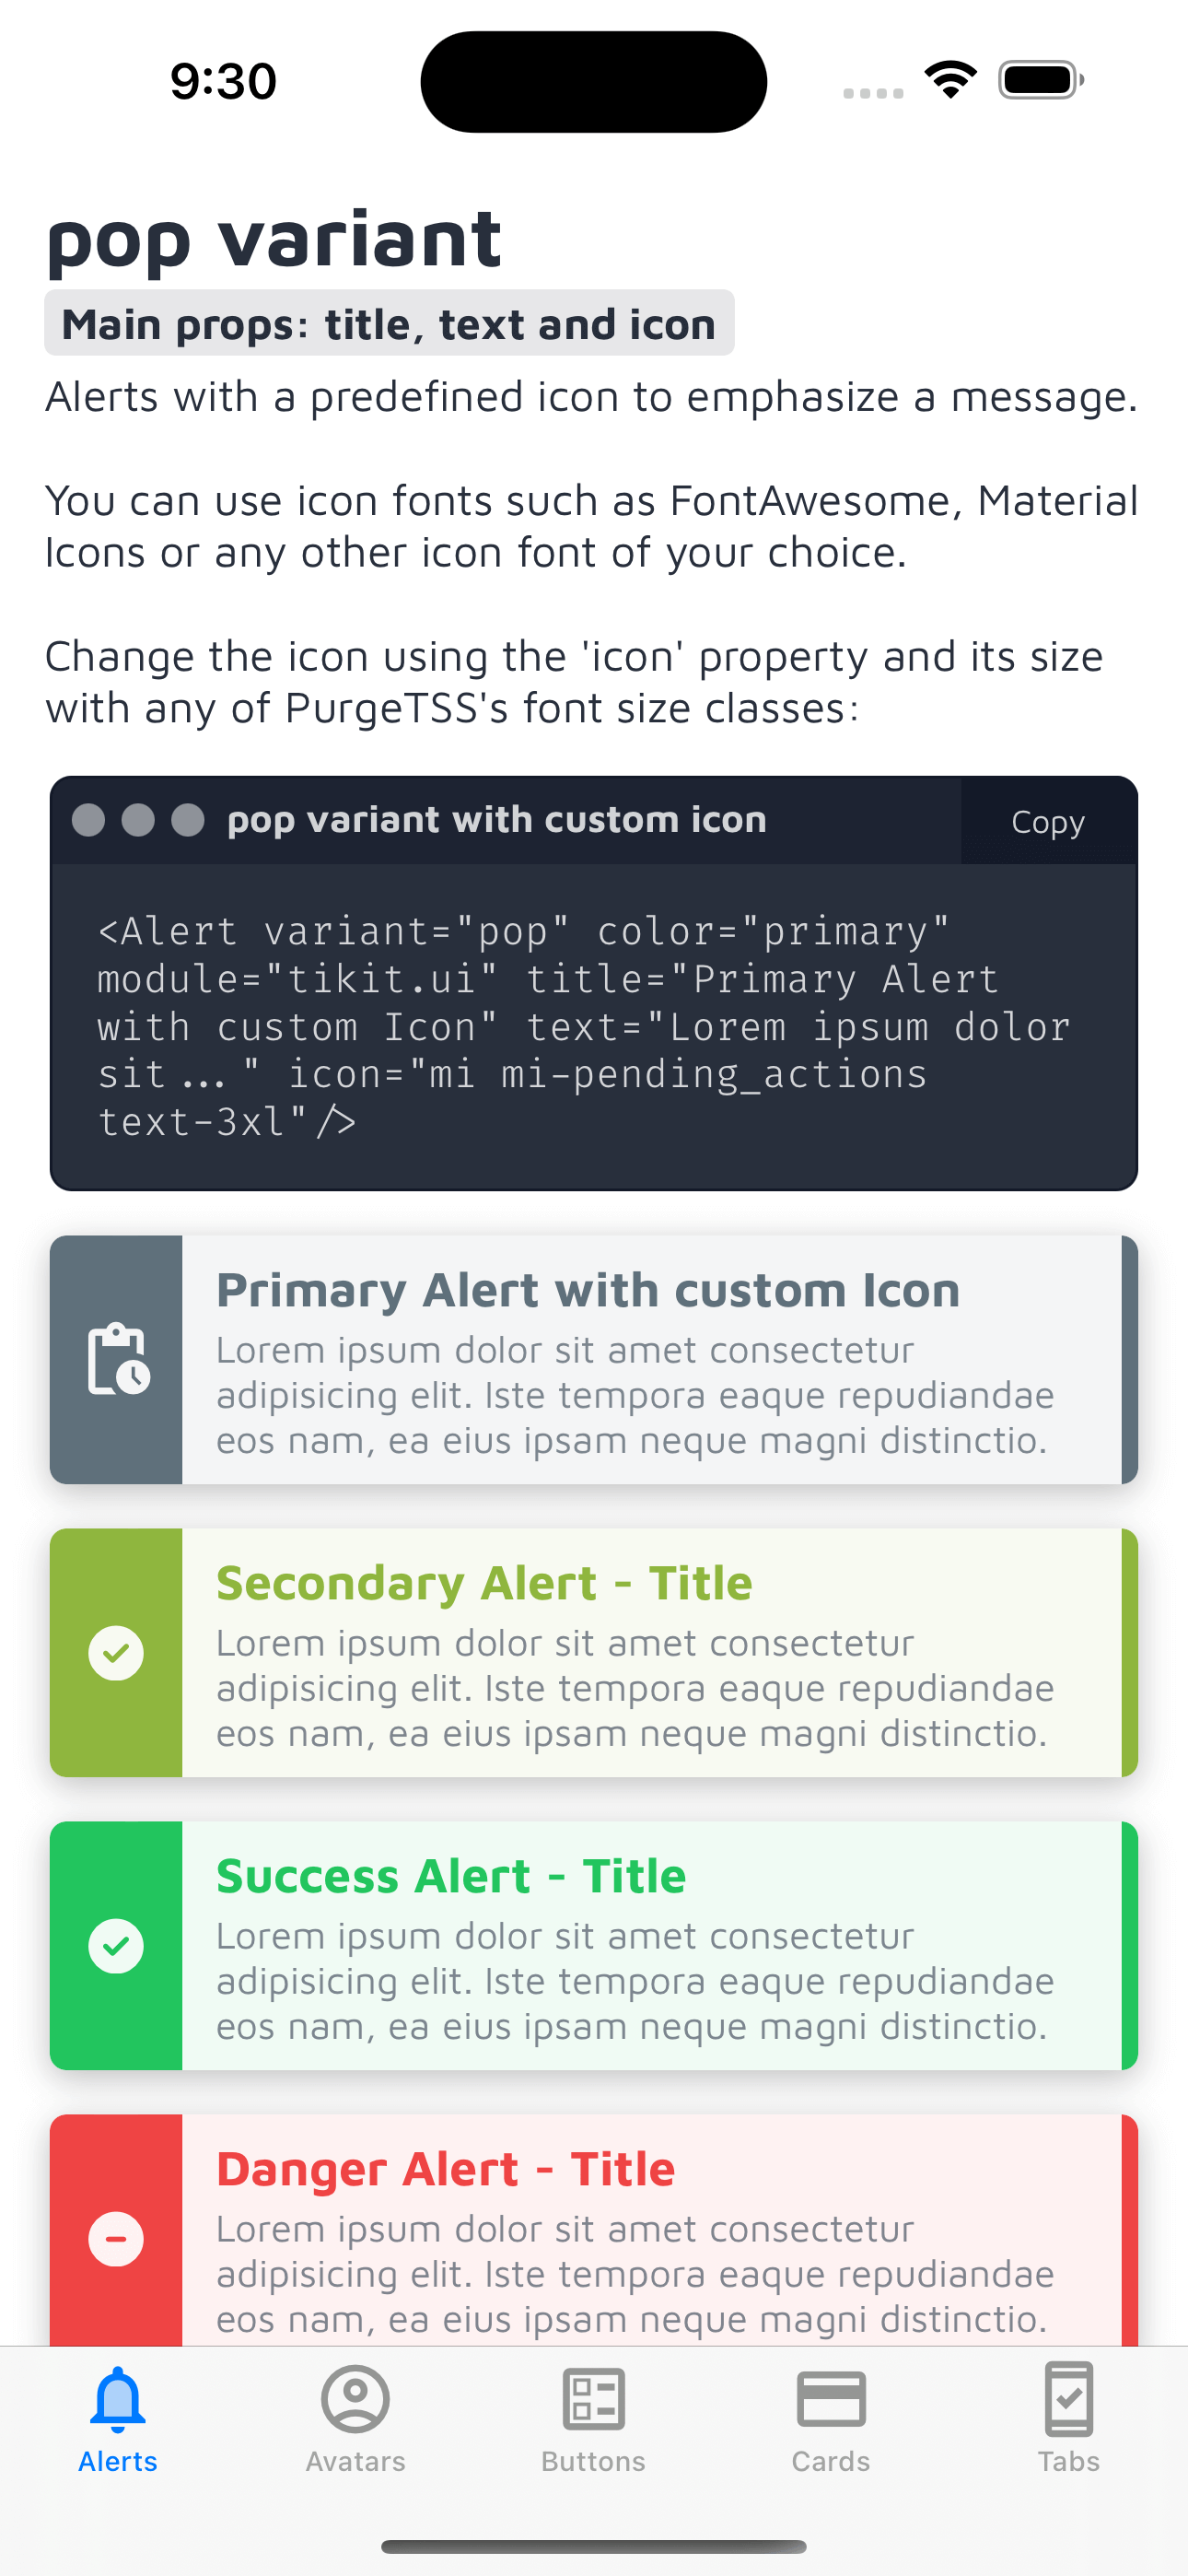 9:30
pop variant
Main props: title, text and icon
Alerts with a predefined icon to emphasize a message.
You can use icon fonts such as FontAwesome, Material
Icons or any other icon font of your choice.
Change the icon using the 'icon' property and its size
with any of PurgeTSS's font size classes:
pop variant with custom icon
Copy
<Alert variant="pop" color="primary"
module="tikit.ui" title="Primary Alert
with custom Icon" text="Lorem ipsum dolor
sit..." icon="mi mi-pending_actions
text-3xl"/>
Primary Alert with custom Icon
Lorem ipsum dolor sit amet consectetur
adipisicing elit. Iste tempora eaque repudiandae
eos nam, ea eius ipsam neque magni distinctio.
Secondary Alert - Title
Lorem ipsum dolor sit amet consectetur
adipisicing elit. Iste tempora eaque repudiandae
eos nam, ea eius ipsam neque magni distinctio.
Success Alert - Title
Lorem ipsum dolor sit amet consectetur
adipisicing elit. Iste tempora eaque repudiandae
eos nam, ea eius ipsam neque magni distinctio.
Danger Alert - Title
Lorem ipsum dolor sit amet consectetur
adipisicing elit. Iste tempora eaque repudiandae
eos nam, ea eius ipsam neque magni distinctio.
Alerts
Avatars
Buttons
Cards
Tabs